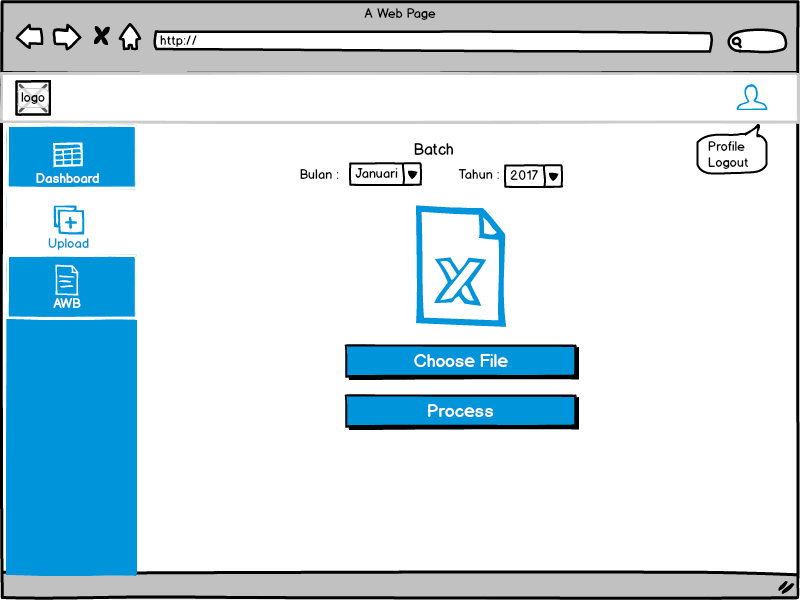 A Web Page
http://
logo
Profile
Logout
Dashboard
Upload
AWB
Batch
Bulan : Januari Tahun : 2017
X
Choose File
Process